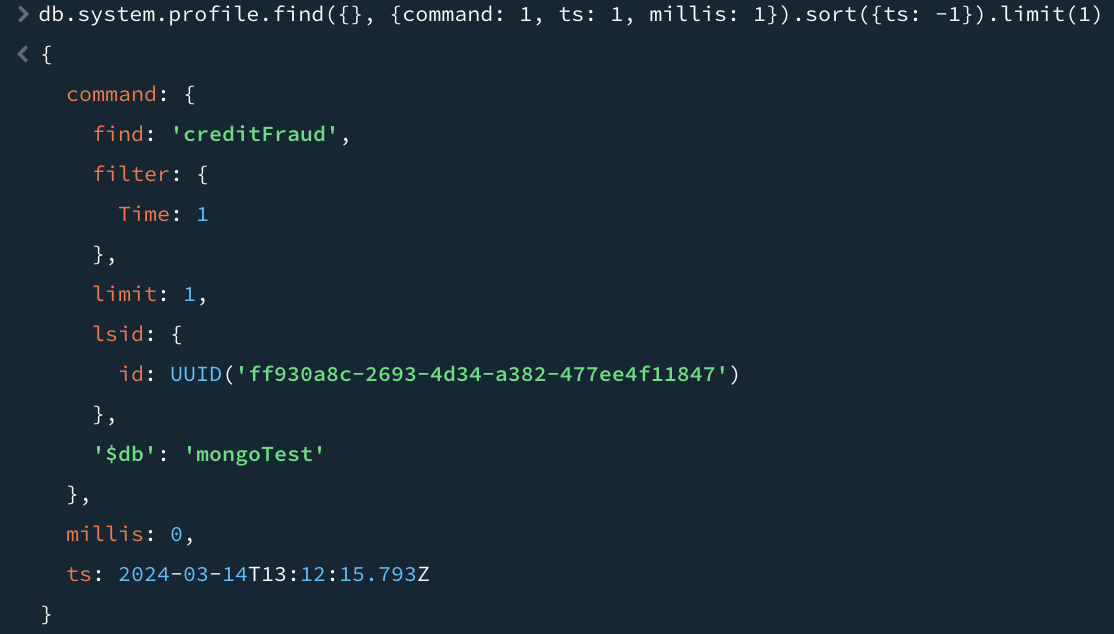 > db.system.profile.find({}, {command: 1, ts: 1, millis: 1}).sort({ts: -1}).limit(1)
< {
    command: {
      find: 'creditFraud',
      filter: {
        Time: 1
      },
      limit: 1,
      lsid: {
        id: UUID('ff930a8c-2693-4d34-a382-477ee4f11847')
      },
      '$db': 'mongoTest'
    },
    millis: 0,
    ts: 2024-03-14T13:12:15.793Z
  }